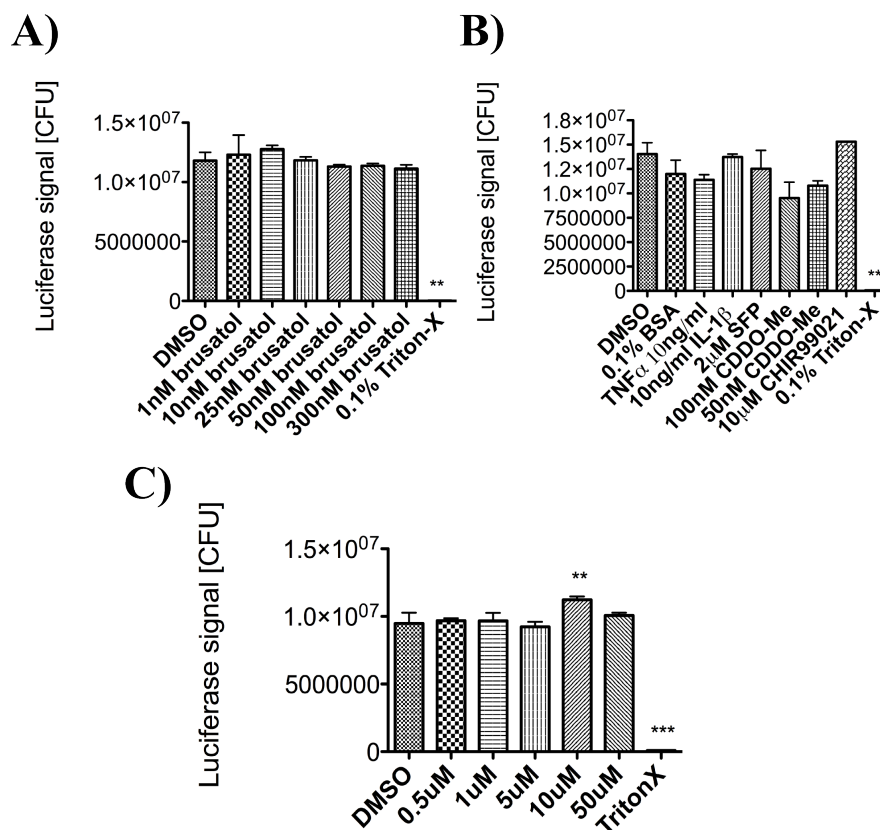 A)
Luciferase signal [CFU]
1.5×10⁰⁷
1.0×10⁰⁷
5000000
0
**
DMSO
1nM brusatol
10nM brusatol
25nM brusatol
50nM brusatol
100nM brusatol
300nM brusatol
0.1% Triton-X
B)
Luciferase signal [CFU]
1.8×10⁰⁷
1.5×10⁰⁷
1.2×10⁰⁷
1.0×10⁰⁷
7500000
5000000
2500000
0
**
DMSO
0.1% BSA
TNFα 10ng/ml
10ng/ml IL-1β
2μM SFP
100nM CDDO-Me
50nM CDDO-Me
10μM CHIR99021
0.1% Triton-X
C)
Luciferase signal [CFU]
1.5×10⁰⁷
1.0×10⁰⁷
5000000
0
**
***
DMSO
0.5uM
1uM
5uM
10uM
50uM
TritonX